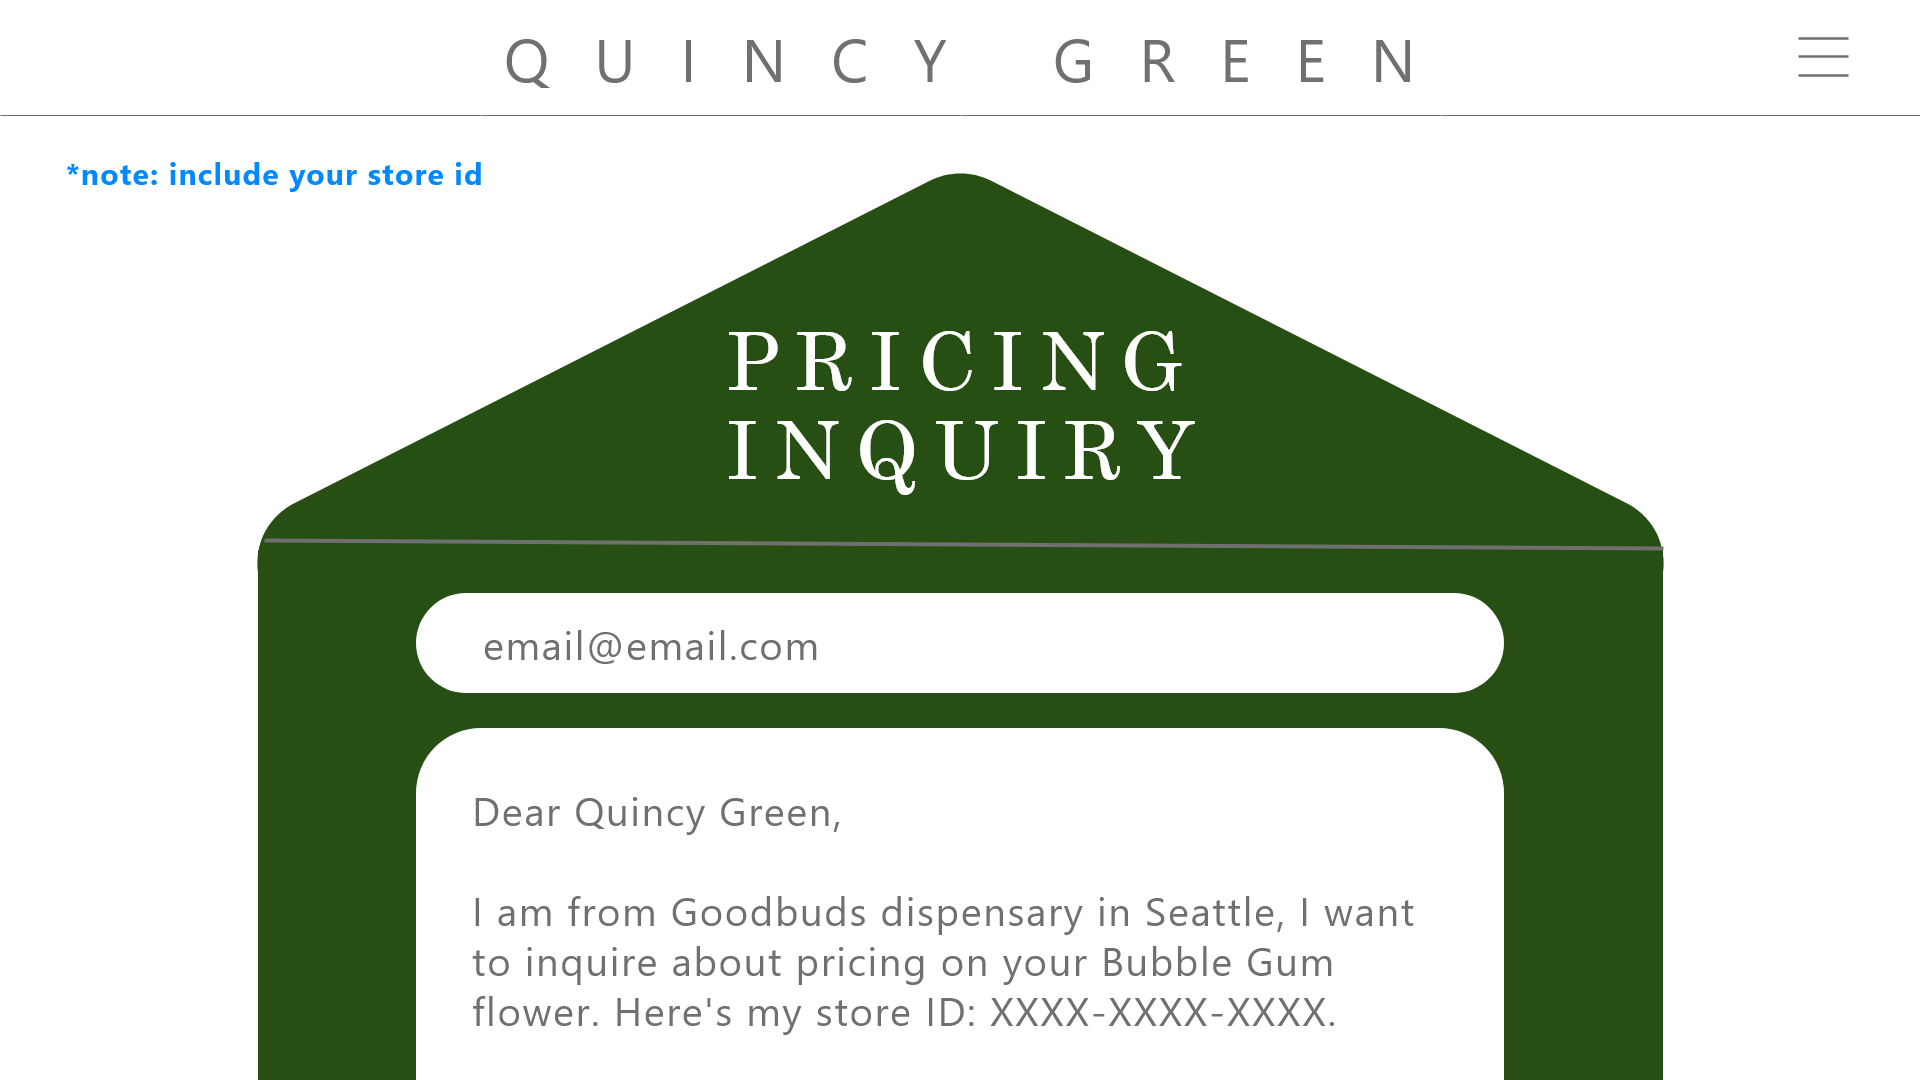 QUINCY GREEN
*note: include your store id
PRICING
INQUIRY
email@email.com
Dear Quincy Green,
I am from Goodbuds dispensary in Seattle, I want
to inquire about pricing on your Bubble Gum
flower. Here's my store ID: XXXX-XXXX-XXXX.